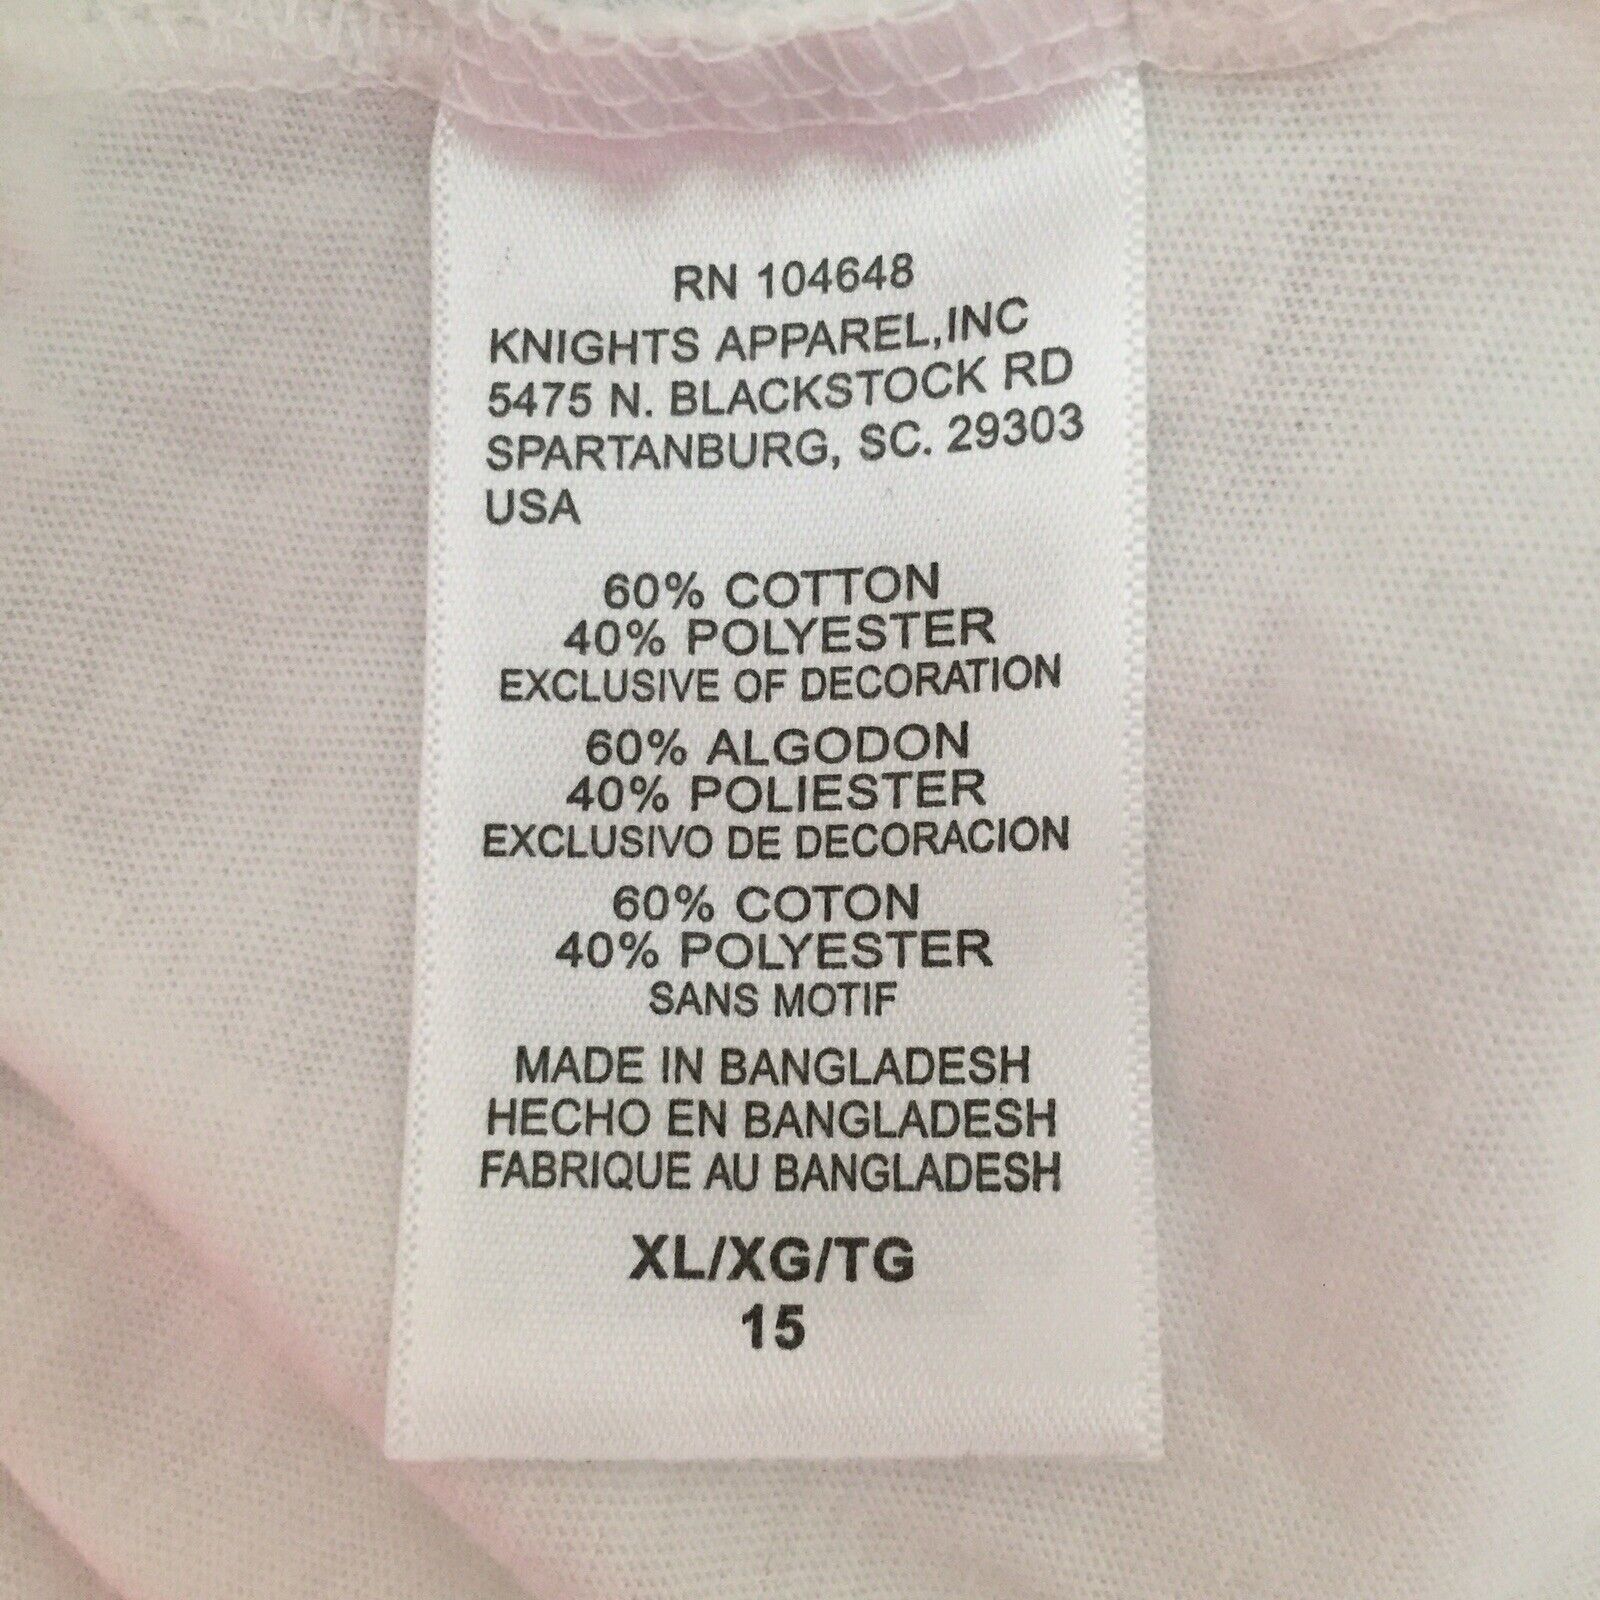 RN 104648
KNIGHTS APPAREL,INC
5475 N. BLACKSTOCK RD
SPARTANBURG, SC. 29303
USA
60% COTTON
40% POLYESTER
EXCLUSIVE OF DECORATION
60% ALGODON
40% POLIESTER
EXCLUSIVO DE DECORACION
60% COTON
40% POLYESTER
SANS MOTIF
MADE IN BANGLADESH
HECHO EN BANGLADESH
FABRIQUE AU BANGLADESH
XL/XG/TG
15